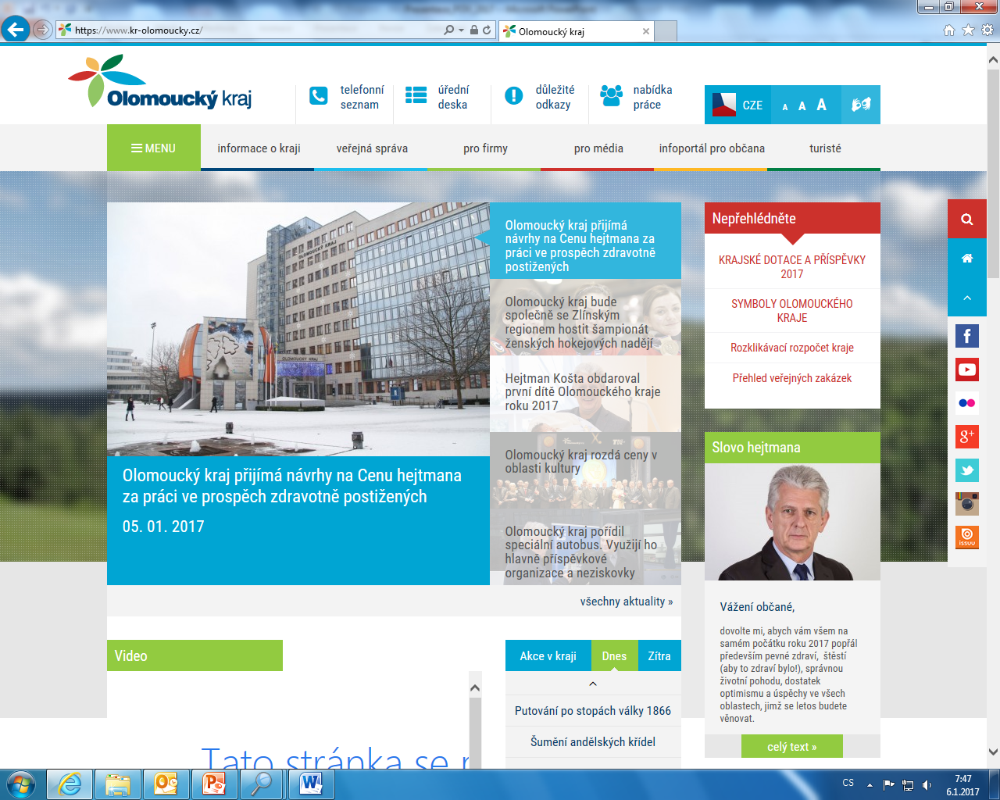 https://www.kr-olomoucky.cz/
Olomoucký kraj
Olomoucký kraj
telefonní
seznam
úřední
deska
důležité
odkazy
nabídka
práce
CZE
A A A
MENU
informace o kraji
veřejná správa
pro firmy
pro média
infoportál pro občana
turisté
OLOMOUCKÝ KRAJ
OLOMOUCKÝ KRAJ
Olomoucký kraj přijímá návrhy na Cenu hejtmana
za práci ve prospěch zdravotně postižených
05. 01. 2017
Olomoucký kraj přijímá
návrhy na Cenu hejtmana za
práci ve prospěch zdravotně
postižených
Olomoucký kraj bude
společně se Zlínským
regionem hostit šampionát
ženských hokejových nadějí
Hejtman Košta obdaroval
první dítě Olomouckého kraje
roku 2017
Olomoucký kraj rozdá ceny v
oblasti kultury
Olomoucký kraj pořídil
speciální autobus. Využijí ho
hlavně příspěvkové
organizace a neziskovky
všechny aktuality »
Nepřehlédněte
KRAJSKÉ DOTACE A PŘÍSPĚVKY
2017
SYMBOLY OLOMOUCKÉHO
KRAJE
Rozklikávací rozpočet kraje
Přehled veřejných zakázek
Slovo hejtmana
Vážení občané,
dovolte mi, abych vám všem na
samém počátku roku 2017 popřál
především pevné zdraví, štěstí
(aby to zdraví bylo!), správnou
životní pohodu, dostatek
optimismu a úspěchy ve všech
oblastech, jimž se letos budete
věnovat.
celý text »
issuu
Video
Tato stránka se
Akce v kraji
Dnes
Zítra
Putování po stopách války 1866
Šumění andělských křídel
CS
7:47
6.1.2017